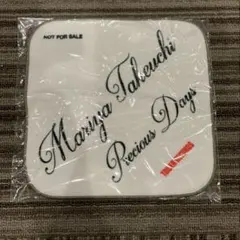 NOT FOR SALE
Mariya Takeuchi
Precious Days